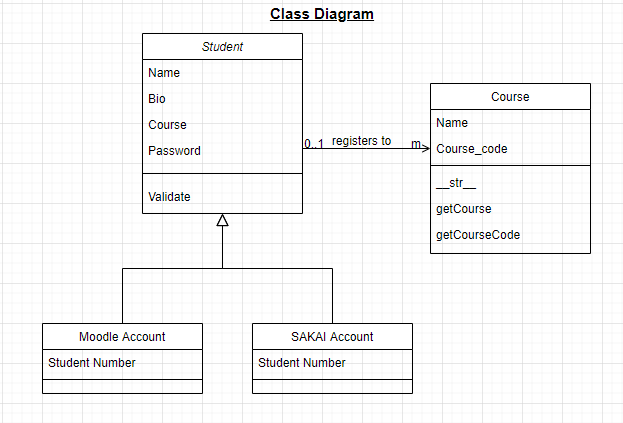 Class Diagram
Student
Name
Bio
Course
Password
Validate
0..1 registers to m
Course
Name
Course_code
__str__
getCourse
getCourseCode
Moodle Account
Student Number
SAKAI Account
Student Number